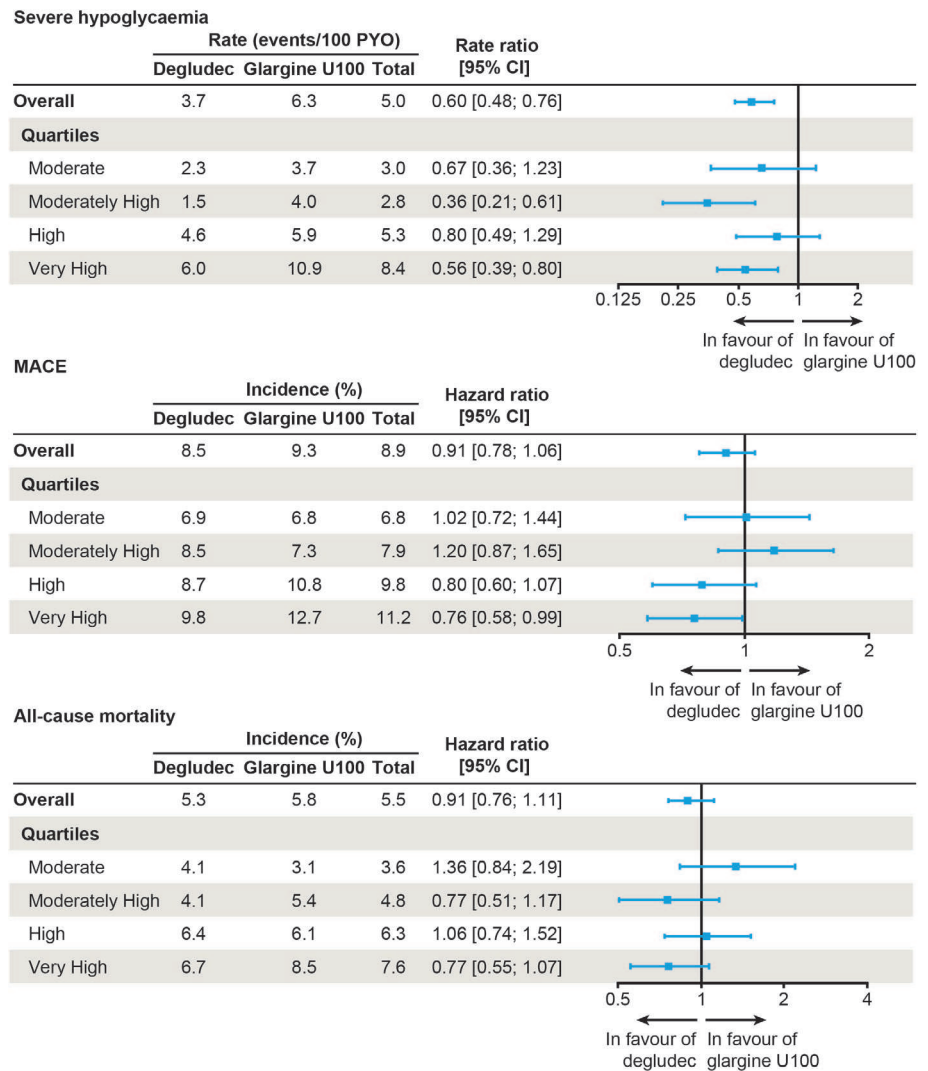 Severe hypoglycaemia
Rate (events/100 PYO) Rate ratio
Degludec Glargine U100 Total [95% CI]
Overall 3.7 6.3 5.0 0.60 [0.48; 0.76]
Quartiles
Moderate 2.3 3.7 3.0 0.67 [0.36; 1.23]
Moderately High 1.5 4.0 2.8 0.36 [0.21; 0.61]
High 4.6 5.9 5.3 0.80 [0.49; 1.29]
Very High 6.0 10.9 8.4 0.56 [0.39; 0.80]
0.125 0.25 0.5 1 2
In favour of In favour of
degludec glargine U100
MACE
Incidence (%) Hazard ratio
Degludec Glargine U100 Total [95% CI]
Overall 8.5 9.3 8.9 0.91 [0.78; 1.06]
Quartiles
Moderate 6.9 6.8 6.8 1.02 [0.72; 1.44]
Moderately High 8.5 7.3 7.9 1.20 [0.87; 1.65]
High 8.7 10.8 9.8 0.80 [0.60; 1.07]
Very High 9.8 12.7 11.2 0.76 [0.58; 0.99]
0.5 1 2
In favour of In favour of
degludec glargine U100
All-cause mortality
Incidence (%) Hazard ratio
Degludec Glargine U100 Total [95% CI]
Overall 5.3 5.8 5.5 0.91 [0.76; 1.11]
Quartiles
Moderate 4.1 3.1 3.6 1.36 [0.84; 2.19]
Moderately High 4.1 5.4 4.8 0.77 [0.51; 1.17]
High 6.4 6.1 6.3 1.06 [0.74; 1.52]
Very High 6.7 8.5 7.6 0.77 [0.55; 1.07]
0.5 1 2 4
In favour of In favour of
degludec glargine U100